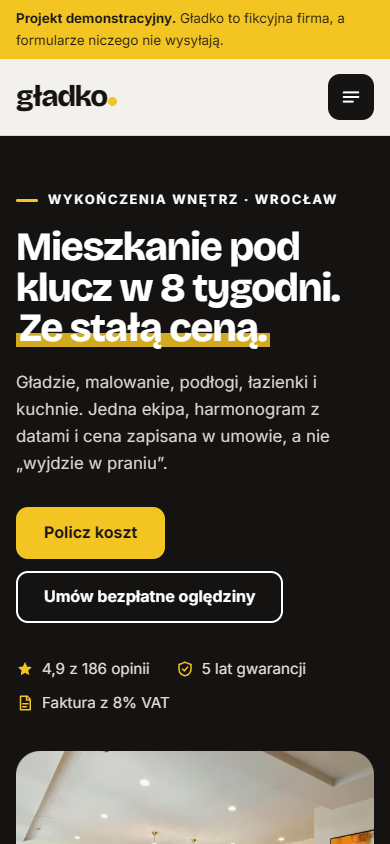 Projekt demonstracyjny. Gładko to fikcyjna firma, a
formularze niczego nie wysyłają.
gładko.
WYKOŃCZENIA WNĘTRZ · WROCŁAW
Mieszkanie pod
klucz w 8 tygodni.
Ze stałą ceną.
Gładzie, malowanie, podłogi, łazienki i
kuchnie. Jedna ekipa, harmonogram z
datami i cena zapisana w umowie, a nie
„wyjdzie w praniu”.
Policz koszt
Umów bezpłatne oględziny
4,9 z 186 opinii 5 lat gwarancji
Faktura z 8% VAT